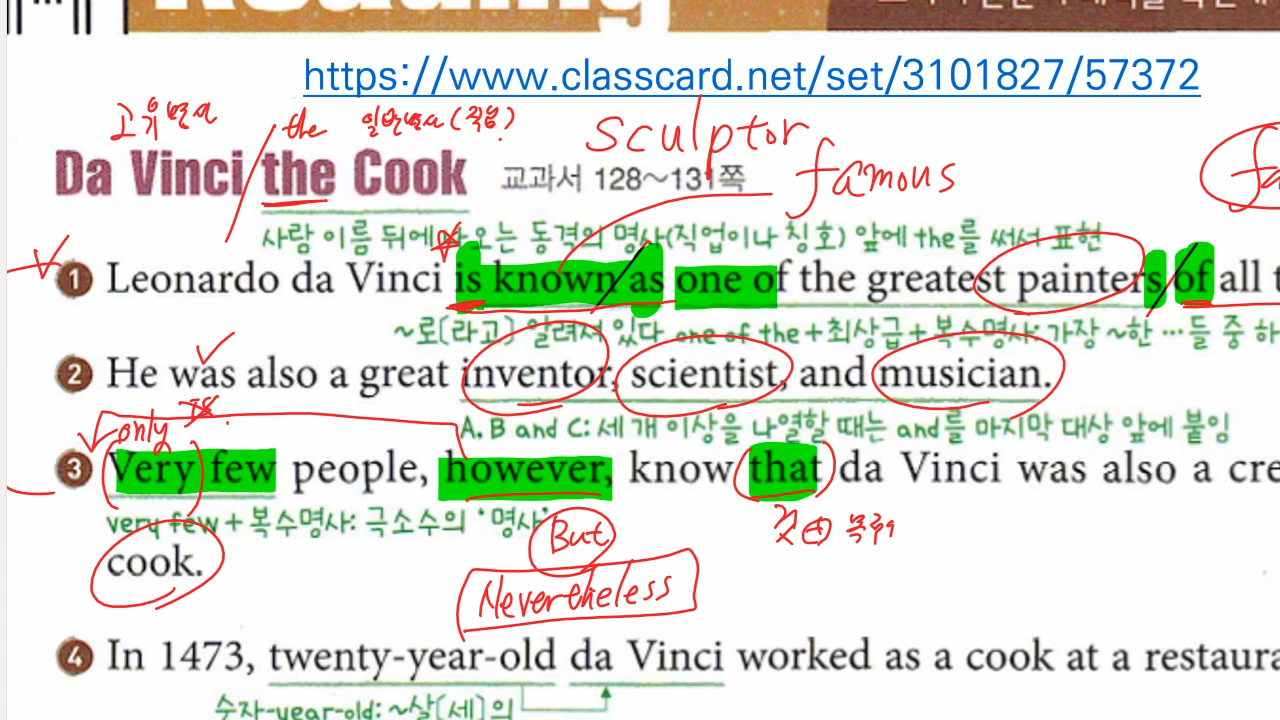 Reading
https://www.classcard.net/set/3101827/57372
고유명사 / the 일반명사(직업)
sculptor
famous
Da Vinci the Cook 교과서 128~131쪽
사람 이름 뒤에 나오는 동격의 명사(직업이나 칭호) 앞에 the를 써서 표현
1 Leonardo da Vinci is known as one of the greatest painters of all t
~로[라고] 알려져 있다 one of the+최상급+복수명사: 가장 ~한 …들 중 하
2 He was also a great inventor, scientist, and musician.
A, B and C: 세 개 이상을 나열할 때는 and를 마지막 대상 앞에 붙임
only
3 Very few people, however, know that da Vinci was also a cre
very few+복수명사: 극소수의 '명사'
But
cook.
Nevertheless
4 In 1473, twenty-year-old da Vinci worked as a cook at a restaura
숫자-year-old: ~살[세]의